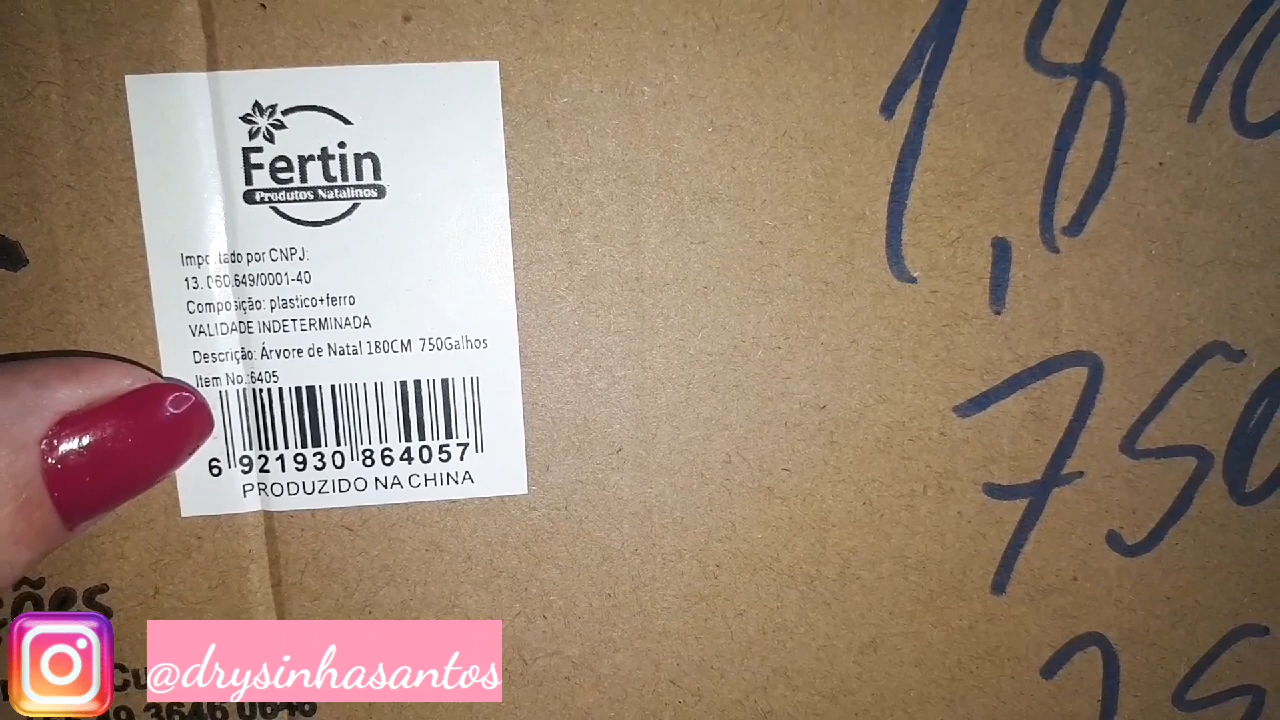 Fertin
Produtos Natalinos
Importado por CNPJ:
13.060.649/0001-40
Composição: plastico+ferro
VALIDADE INDETERMINADA
Descrição: Árvore de Natal 180CM 750Galhos
Item No.:6405
6 921930 864057
PRODUZIDO NA CHINA
1,8
750
@drysinhasantos